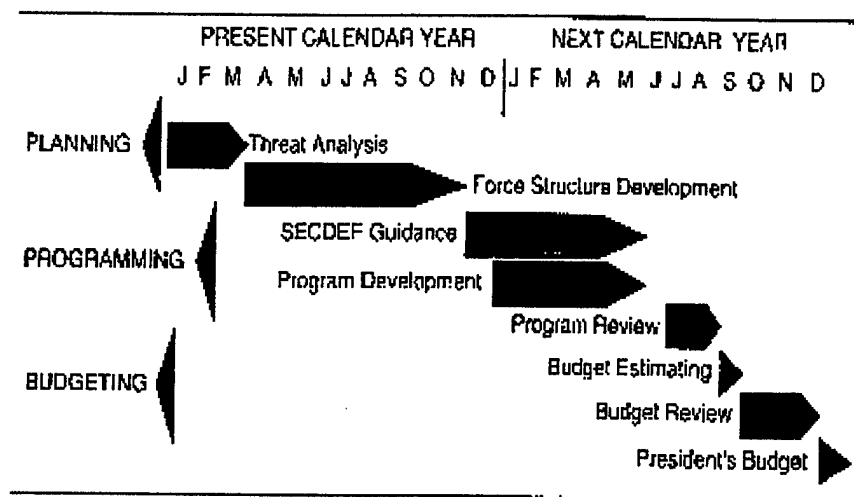 PRESENT CALENDAR YEAR NEXT CALENDAR YEAR
J F M A M J J A S O N D J F M A M J J A S O N D
PLANNING Threat Analysis
Force Structure Development
SECDEF Guidance
PROGRAMMING
Program Development
Program Review
Budget Estimating
BUDGETING
Budget Review
President's Budget